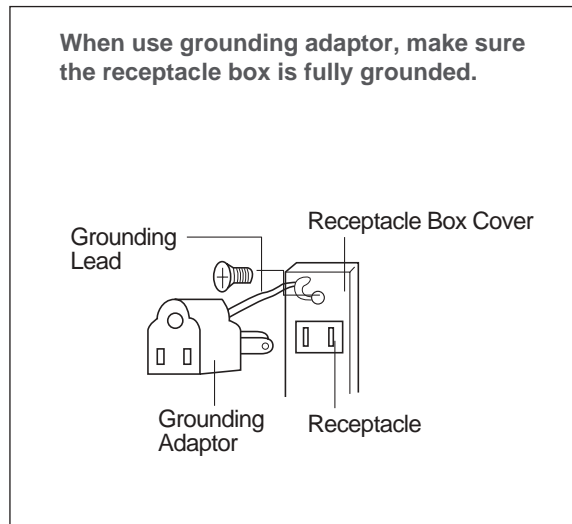 When use grounding adaptor, make sure
the receptacle box is fully grounded.
Receptacle Box Cover
Grounding
Lead
Grounding
Adaptor
Receptacle